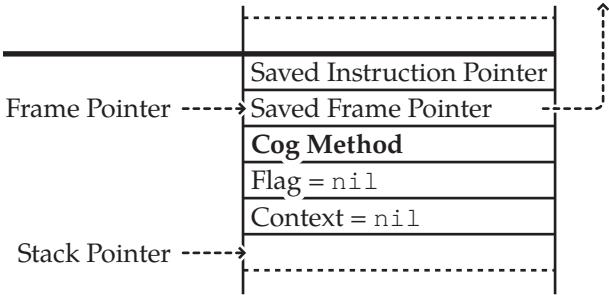 Saved Instruction Pointer
Frame Pointer Saved Frame Pointer
Cog Method
Flag = nil
Context = nil
Stack Pointer